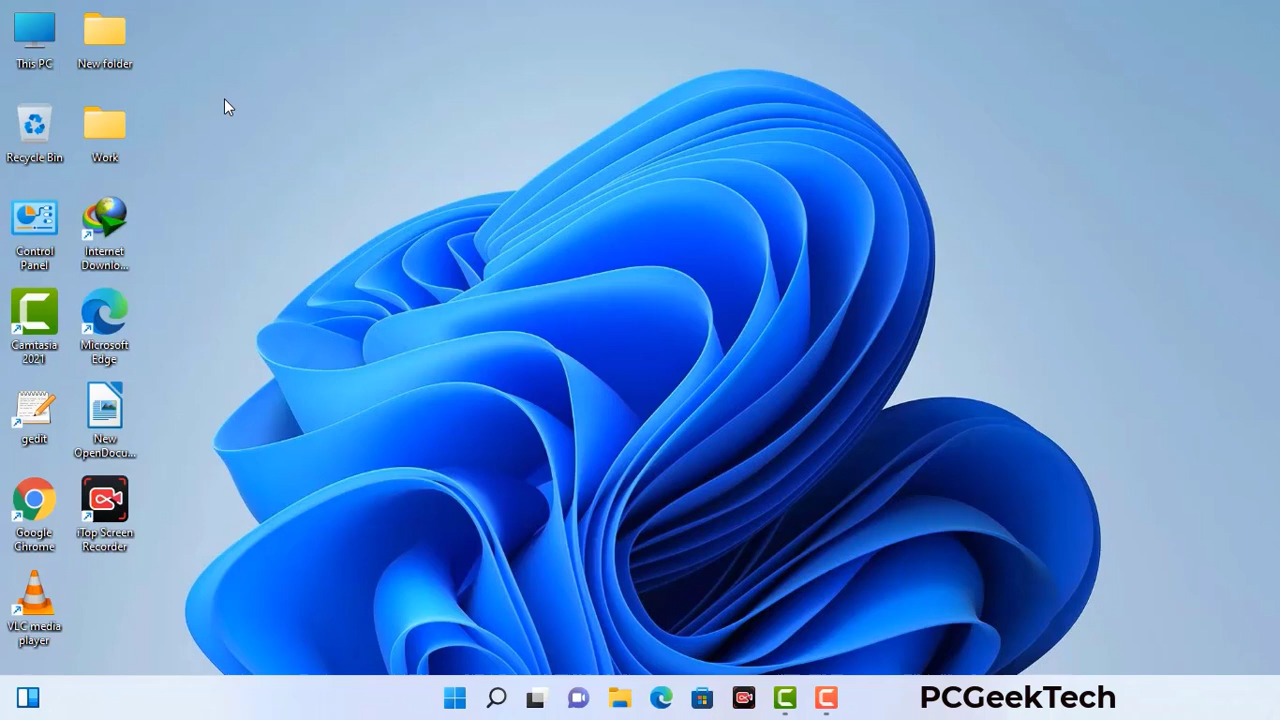 This PC
New folder
Recycle Bin
Work
Control
Panel
Internet
Downlo...
Camtasia
2021
Microsoft
Edge
gedit
New
OpenDocu...
Google
Chrome
iTop Screen
Recorder
VLC media
player
PCGeekTech